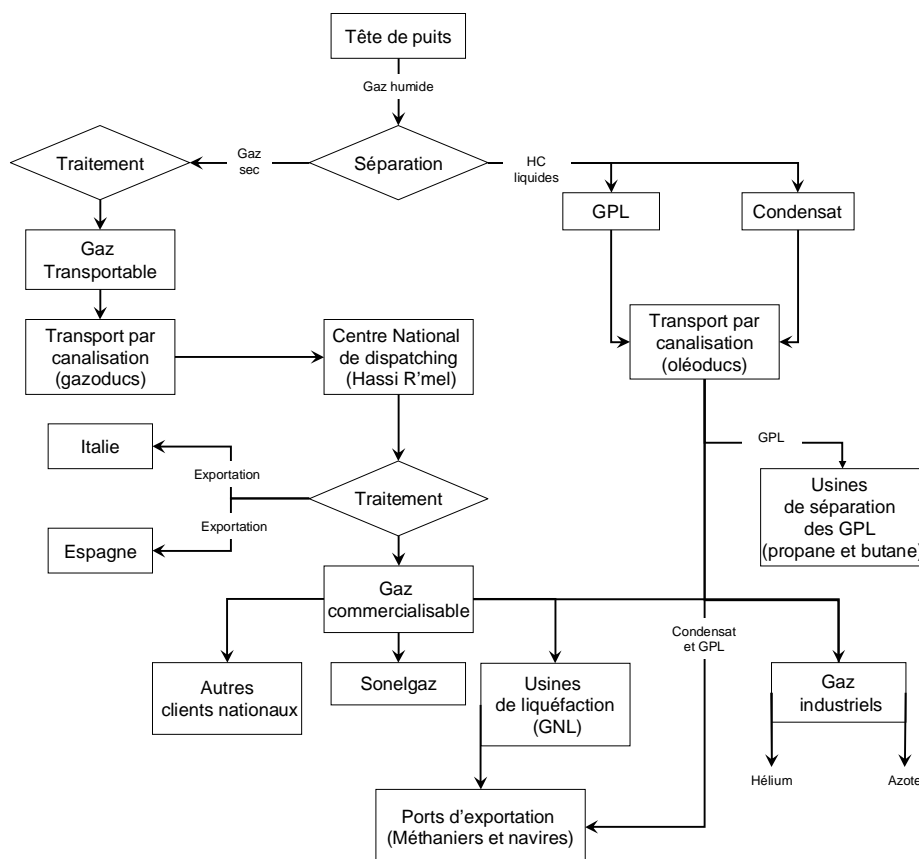 Tête de puits
Gaz humide
Traitement
Gaz
sec
Séparation
HC
liquides
GPL
Condensat
Gaz
Transportable
Transport par
canalisation
(gazoducs)
Centre National
de dispatching
(Hassi R'mel)
Transport par
canalisation
(oléoducs)
Italie
Exportation
GPL
Traitement
Usines
de séparation
des GPL
(propane et butane)
Exportation
Espagne
Gaz
commercialisable
Condensat
et GPL
Autres
clients nationaux
Sonelgaz
Usines
de liquéfaction
(GNL)
Gaz
industriels
Hélium
Azote
Ports d'exportation
(Méthaniers et navires)